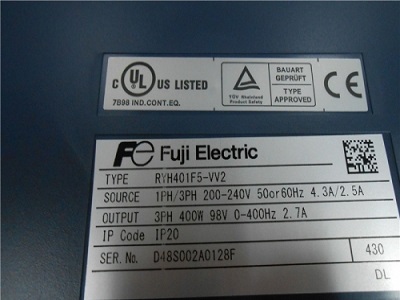 C UL US LISTED
7B98 IND.CONT.EQ.
TÜV Rheinland
Product Safety
BAUART
GEPRÜFT
TYPE
APPROVED
CE
Fe Fuji Electric
TYPE RYH401F5-VV2
SOURCE 1PH/3PH 200-240V 50or60Hz 4.3A/2.5A
OUTPUT 3PH 400W 98V 0-400Hz 2.7A
IP Code IP20
SER. No. D48S002A0128F 430
DL